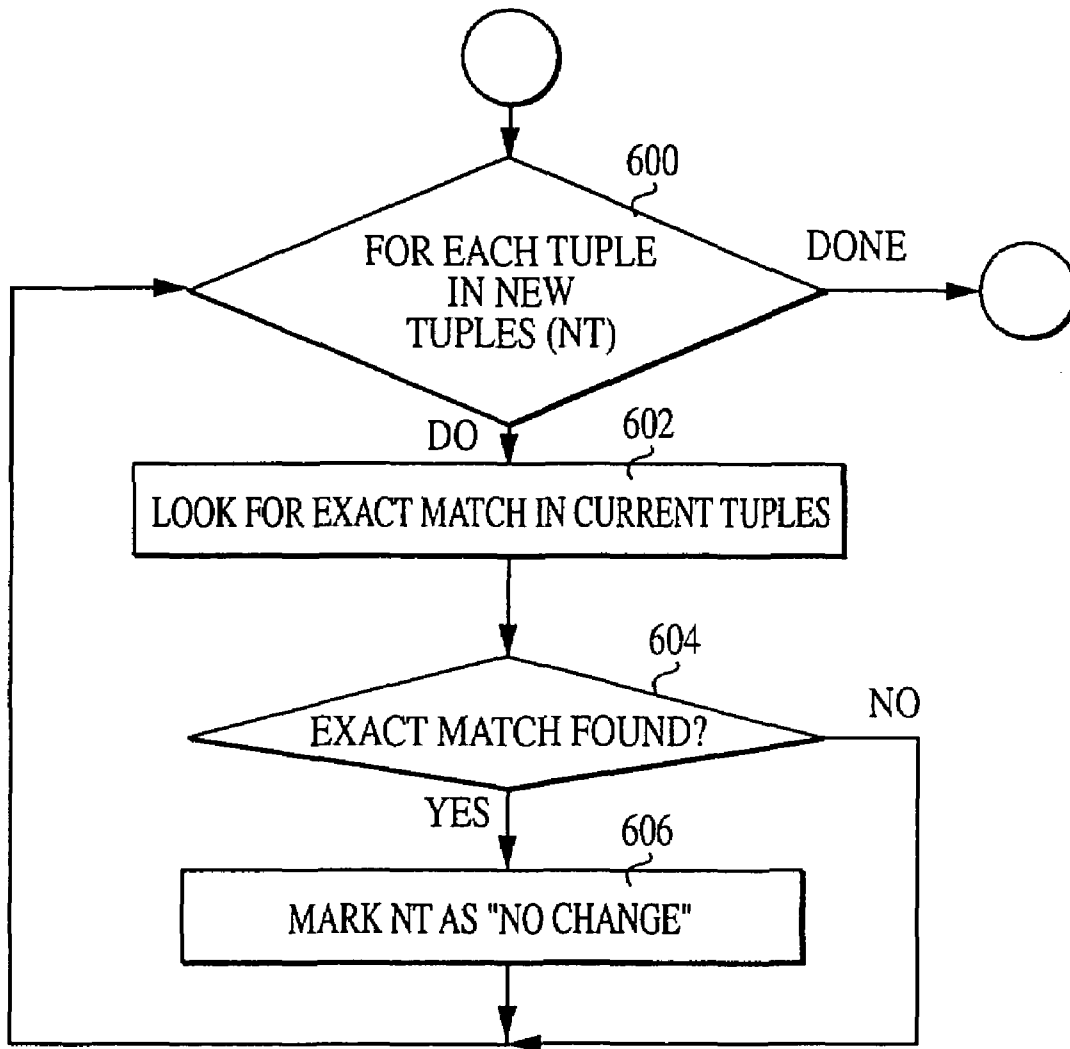 600
FOR EACH TUPLE
IN NEW
TUPLES (NT)
DONE
DO
602
LOOK FOR EXACT MATCH IN CURRENT TUPLES
604
EXACT MATCH FOUND?
NO
YES
606
MARK NT AS "NO CHANGE"